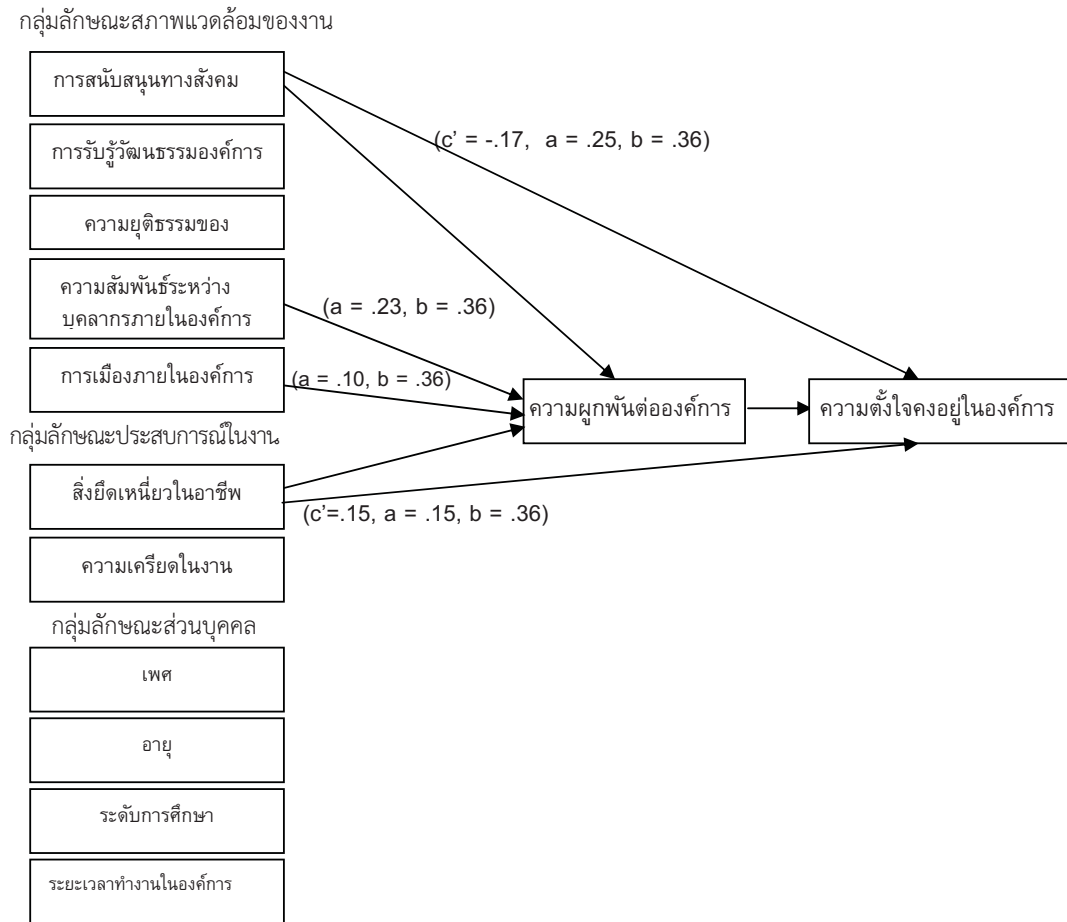 กลุ่มลักษณะสภาพแวดล้อมของงาน
การสนับสนุนทางสังคม
(c’ = -.17, a = .25, b = .36)
การรับรู้วัฒนธรรมองค์การ
ความยุติธรรมของ
ความสัมพันธ์ระหว่าง
บุคลากรภายในองค์การ
(a = .23, b = .36)
การเมืองภายในองค์การ
(a = .10, b = .36)
ความผูกพันต่อองค์การ
ความตั้งใจคงอยู่ในองค์การ
กลุ่มลักษณะประสบการณ์ในงาน
สิ่งยึดเหนี่ยวในอาชีพ
(c’=.15, a = .15, b = .36)
ความเครียดในงาน
กลุ่มลักษณะส่วนบุคคล
เพศ
อายุ
ระดับการศึกษา
ระยะเวลาทำงานในองค์การ